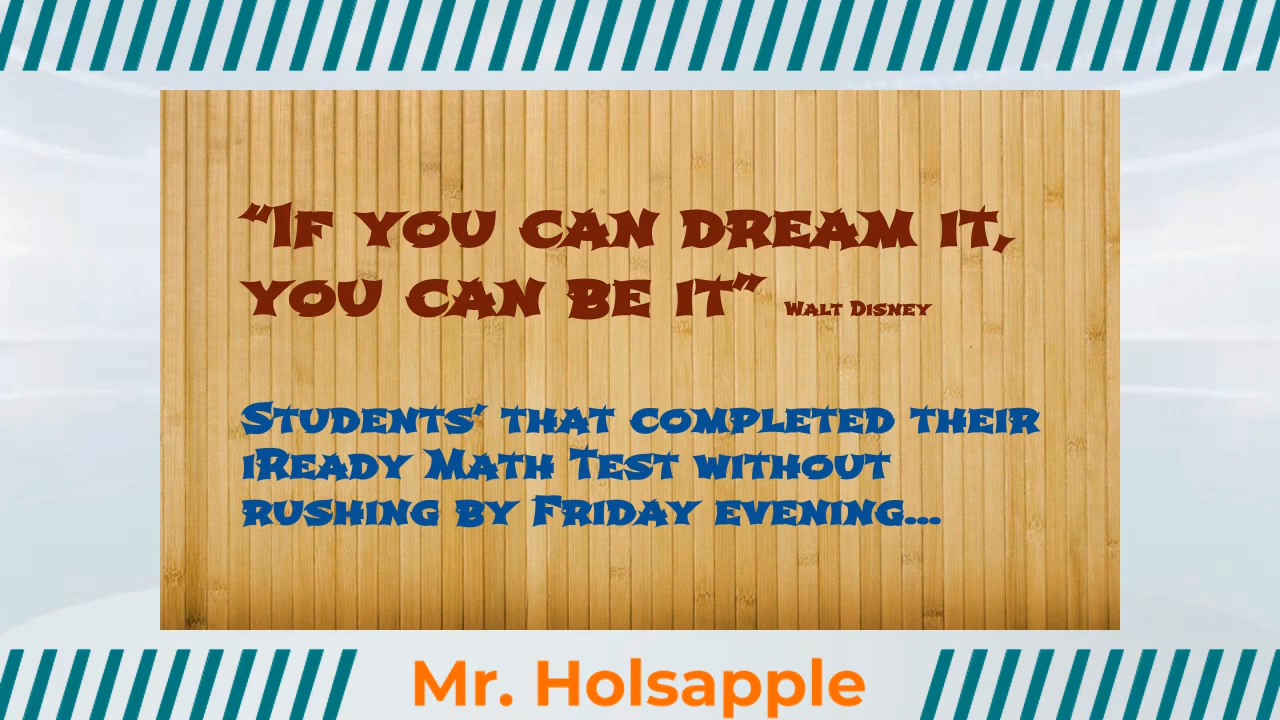 “If you can dream it,
you can be it” Walt Disney
Students’ that completed their
iReady Math Test without
rushing by Friday evening...
Mr. Holsapple